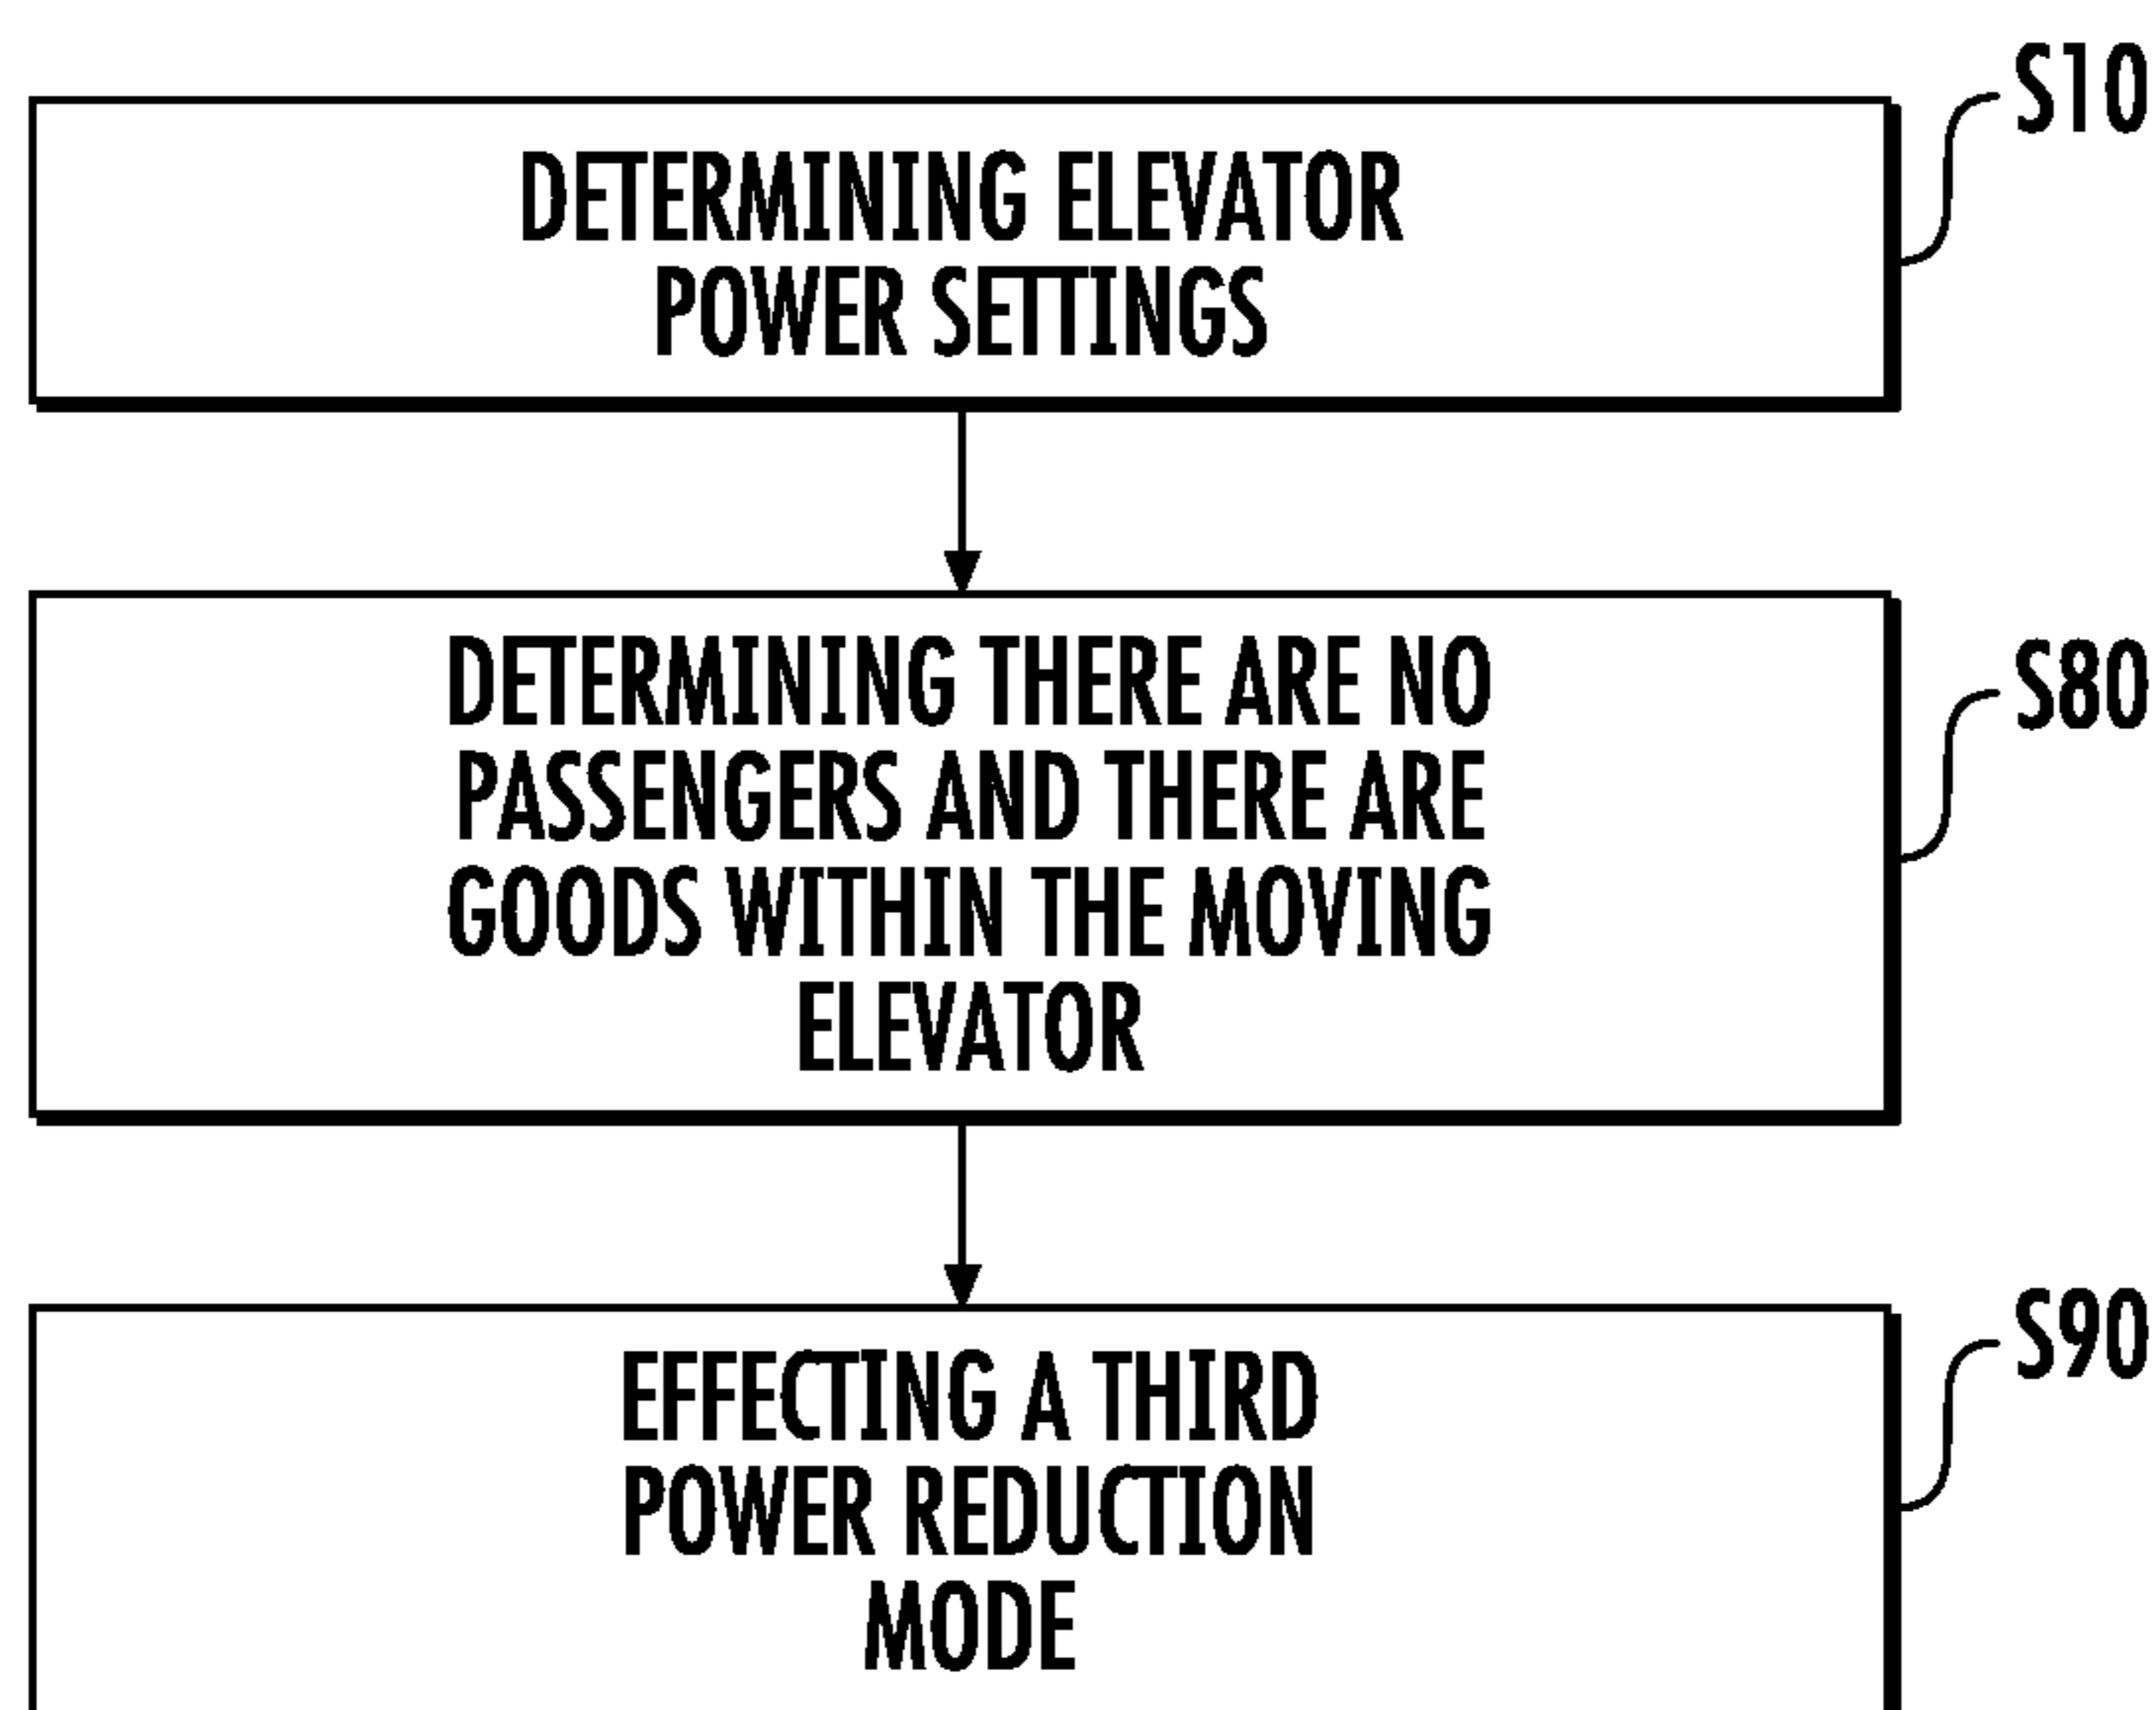 S10
DETERMINING ELEVATOR
POWER SETTINGS
S80
DETERMINING THERE ARE NO
PASSENGERS AND THERE ARE
GOODS WITHIN THE MOVING
ELEVATOR
S90
EFFECTING A THIRD
POWER REDUCTION
MODE